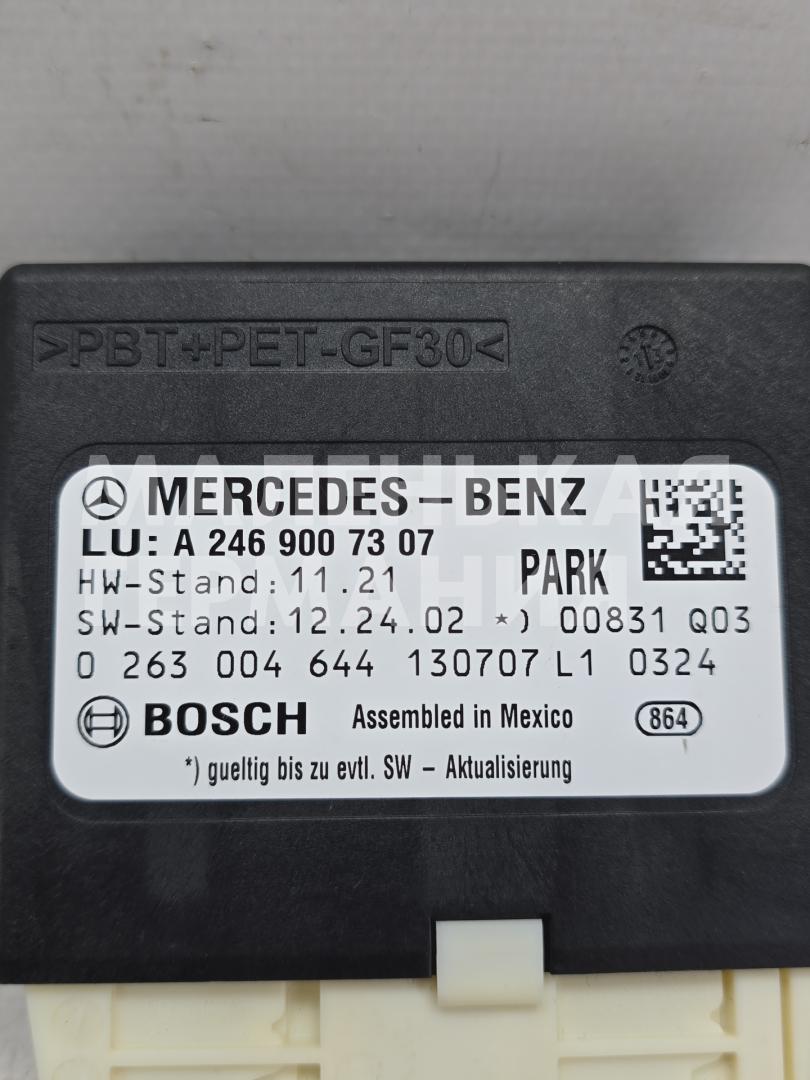 >PBT+PET-GF30<
МАЛЕНЬКАЯ
ГЕРМАНИЯ
MERCEDES-BENZ
LU: A 246 900 73 07
HW-Stand: 11.21 PARK
SW-Stand: 12.24.02 *) 00831 Q03
0 263 004 644 130707 L1 0324
BOSCH Assembled in Mexico 864
*) gueltig bis zu evtl. SW - Aktualisierung